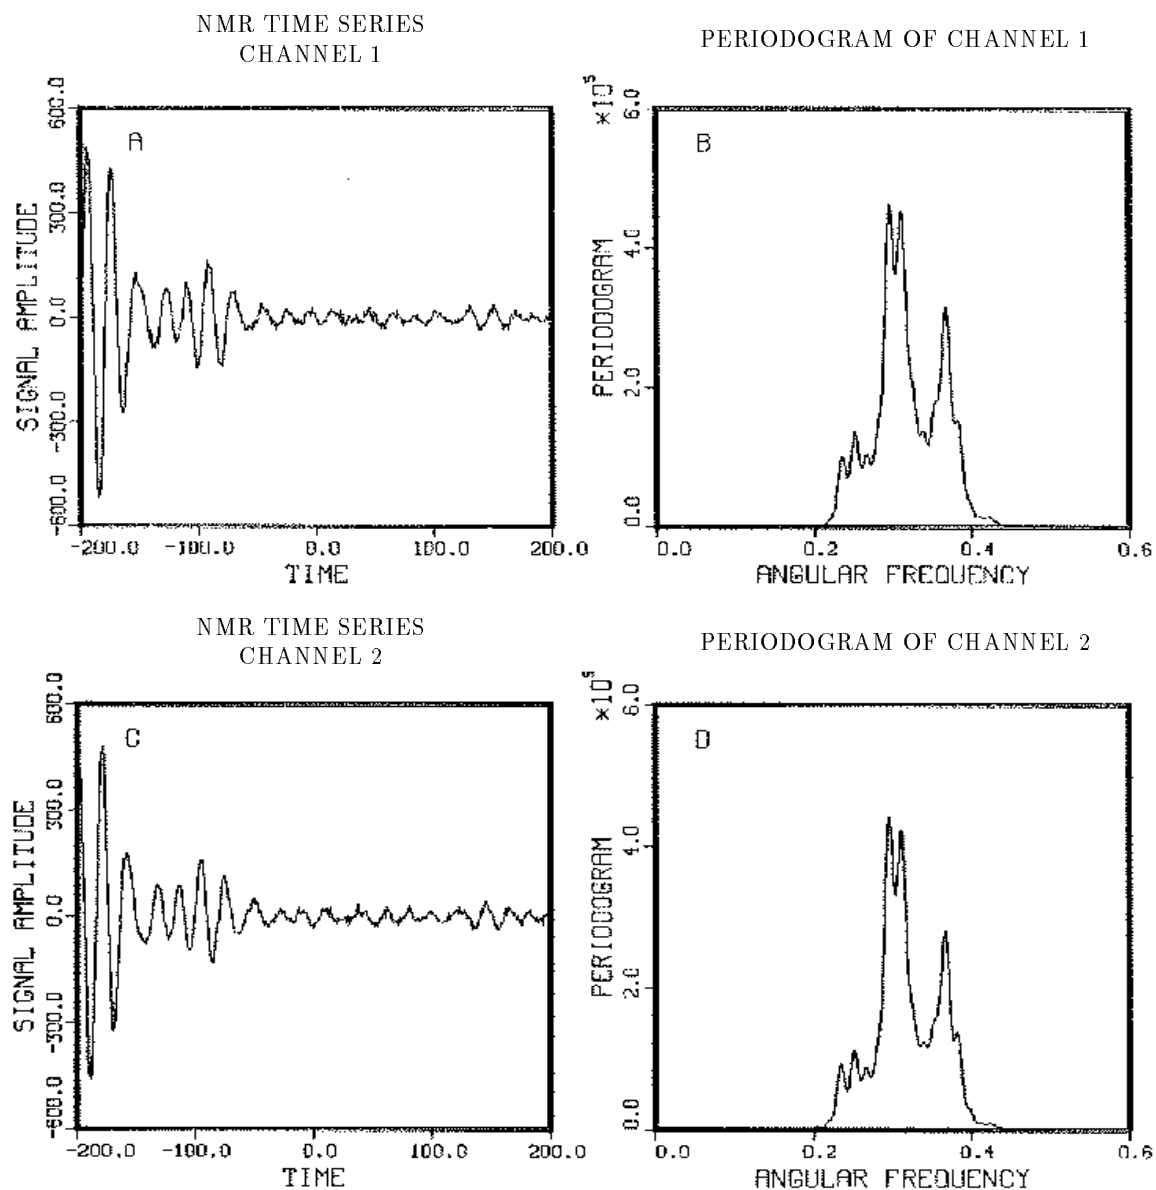 NMR TIME SERIES
CHANNEL 1
PERIODOGRAM OF CHANNEL 1
600.0
300.0
0.0
-300.0
-600.0
SIGNAL AMPLITUDE
A
-200.0 -100.0 0.0 100.0 200.0
TIME
*10^5
6.0
4.0
2.0
0.0
PERIODOGRAM
B
0.0 0.2 0.4 0.6
ANGULAR FREQUENCY
NMR TIME SERIES
CHANNEL 2
PERIODOGRAM OF CHANNEL 2
600.0
300.0
0.0
-300.0
-600.0
SIGNAL AMPLITUDE
C
-200.0 -100.0 0.0 100.0 200.0
TIME
*10^5
6.0
4.0
2.0
0.0
PERIODOGRAM
D
0.0 0.2 0.4 0.6
ANGULAR FREQUENCY